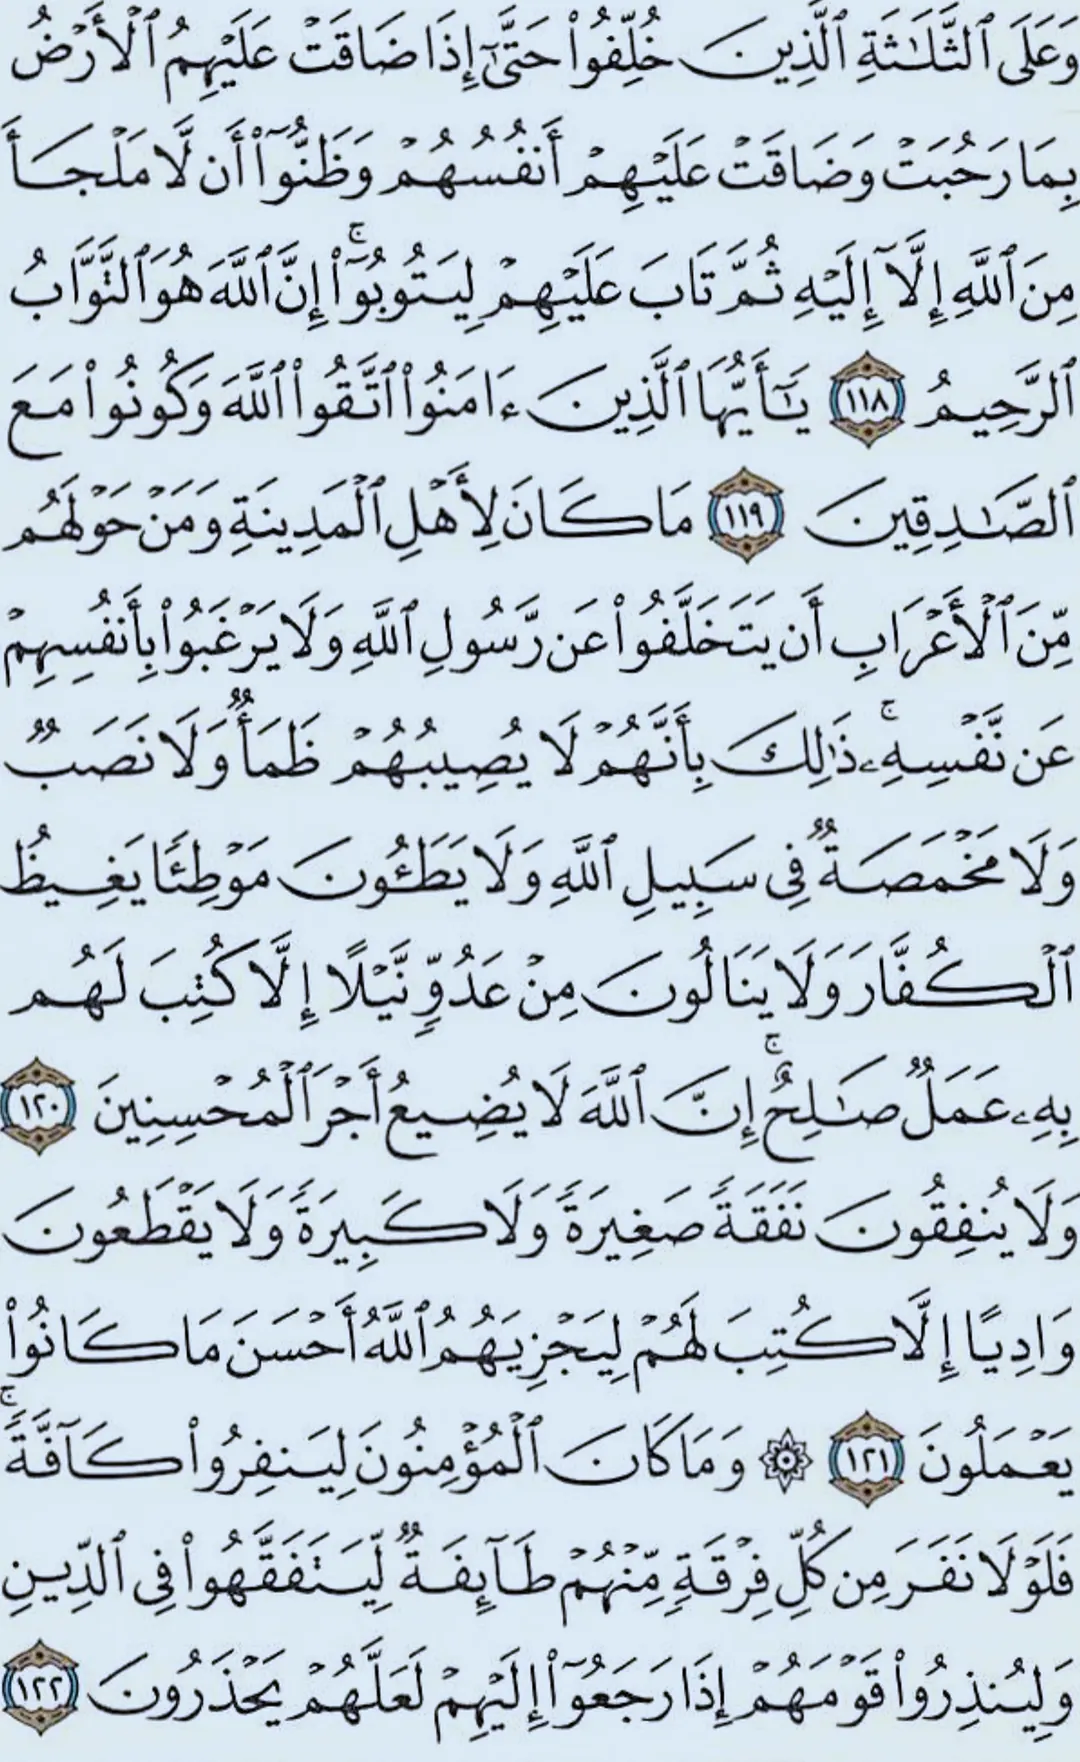 وَعَلَى ٱلثَّلَـٰثَةِ ٱلَّذِينَ خُلِّفُوا۟ حَتَّىٰٓ إِذَا ضَاقَتْ عَلَيْهِمُ ٱلْأَرْضُ
بِمَا رَحُبَتْ وَضَاقَتْ عَلَيْهِمْ أَنفُسُهُمْ وَظَنُّوٓا۟ أَن لَّا مَلْجَأَ
مِنَ ٱللَّهِ إِلَّآ إِلَيْهِ ثُمَّ تَابَ عَلَيْهِمْ لِيَتُوبُوٓا۟ ۚ إِنَّ ٱللَّهَ هُوَ ٱلتَّوَّابُ
ٱلرَّحِيمُ ١١٨ يَـٰٓأَيُّهَا ٱلَّذِينَ ءَامَنُوا۟ ٱتَّقُوا۟ ٱللَّهَ وَكُونُوا۟ مَعَ
ٱلصَّـٰدِقِينَ ١١٩ مَا كَانَ لِأَهْلِ ٱلْمَدِينَةِ وَمَنْ حَوْلَهُم
مِّنَ ٱلْأَعْرَابِ أَن يَتَخَلَّفُوا۟ عَن رَّسُولِ ٱللَّهِ وَلَا يَرْغَبُوا۟ بِأَنفُسِهِمْ
عَن نَّفْسِهِۦ ۚ ذَٰلِكَ بِأَنَّهُمْ لَا يُصِيبُهُمْ ظَمَأٌ وَلَا نَصَبٌ
وَلَا مَخْمَصَةٌ فِى سَبِيلِ ٱللَّهِ وَلَا يَطَـُٔونَ مَوْطِئًا يَغِيظُ
ٱلْكُفَّارَ وَلَا يَنَالُونَ مِنْ عَدُوٍّ نَّيْلًا إِلَّا كُتِبَ لَهُم
بِهِۦ عَمَلٌ صَـٰلِحٌ ۚ إِنَّ ٱللَّهَ لَا يُضِيعُ أَجْرَ ٱلْمُحْسِنِينَ ١٢٠
وَلَا يُنفِقُونَ نَفَقَةً صَغِيرَةً وَلَا كَبِيرَةً وَلَا يَقْطَعُونَ
وَادِيًا إِلَّا كُتِبَ لَهُمْ لِيَجْزِيَهُمُ ٱللَّهُ أَحْسَنَ مَا كَانُوا۟
يَعْمَلُونَ ١٢١ ۞ وَمَا كَانَ ٱلْمُؤْمِنُونَ لِيَنفِرُوا۟ كَآفَّةً ۚ
فَلَوْلَا نَفَرَ مِن كُلِّ فِرْقَةٍ مِّنْهُمْ طَآئِفَةٌ لِّيَتَفَقَّهُوا۟ فِى ٱلدِّينِ
وَلِيُنذِرُوا۟ قَوْمَهُمْ إِذَا رَجَعُوٓا۟ إِلَيْهِمْ لَعَلَّهُمْ يَحْذَرُونَ ١٢٢